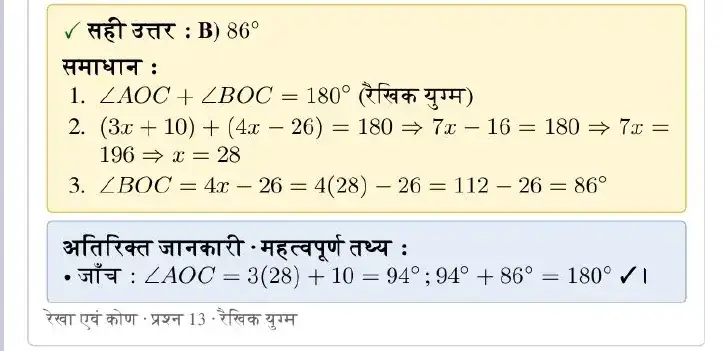 ✓ सही उत्तर : B) 86°
समाधान :
1. ∠AOC + ∠BOC = 180° (रैखिक युग्म)
2. (3x + 10) + (4x − 26) = 180 ⇒ 7x − 16 = 180 ⇒ 7x =
196 ⇒ x = 28
3. ∠BOC = 4x − 26 = 4(28) − 26 = 112 − 26 = 86°
अतिरिक्त जानकारी · महत्वपूर्ण तथ्य :
• जाँच : ∠AOC = 3(28) + 10 = 94° ; 94° + 86° = 180° ✓।
रेखा एवं कोण · प्रश्न 13 · रैखिक युग्म